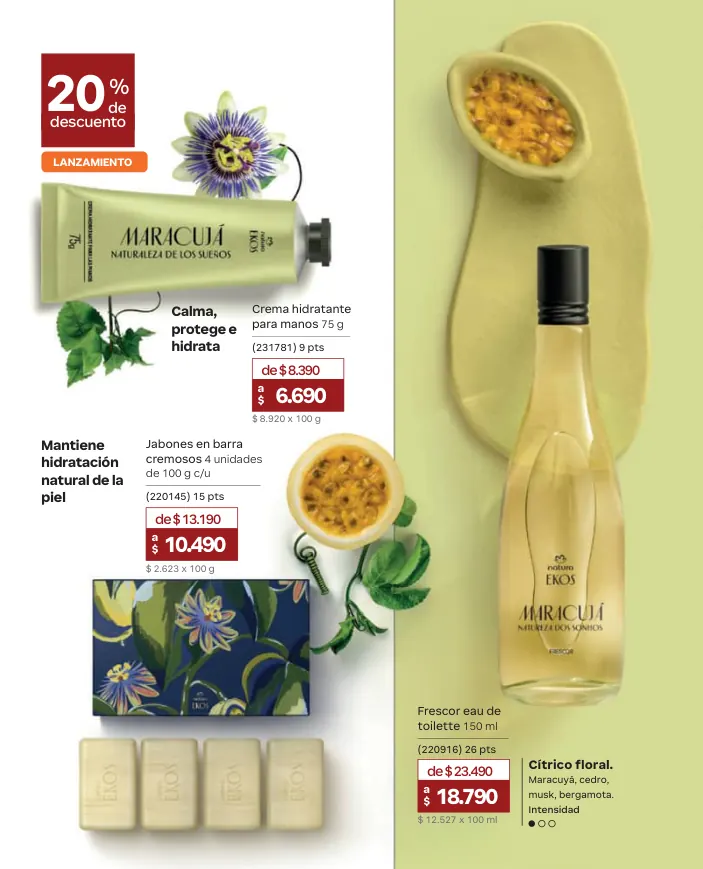 20%
de
descuento
LANZAMIENTO
CREMA HIDRATANTE PARA LAS MANOS
75g
MARACUJÁ
NATURALEZA DE LOS SUEÑOS
natura
EKOS
Calma,
protege e
hidrata
Crema hidratante
para manos 75 g
(231781) 9 pts
de $ 8.390
a $ 6.690
$ 8.920 x 100 g
Mantiene
hidratación
natural de la
piel
Jabones en barra
cremosos 4 unidades
de 100 g c/u
(220145) 15 pts
de $ 13.190
a $ 10.490
$ 2.623 x 100 g
natura
EKOS
EKOS
EKOS
EKOS
EKOS
natura
EKOS
MARACUJÁ
NATUREZA DOS SONHOS
FRESCOR
Frescor eau de
toilette 150 ml
(220916) 26 pts
de $ 23.490
a $ 18.790
$ 12.527 x 100 ml
Cítrico floral.
Maracuyá, cedro,
musk, bergamota.
Intensidad